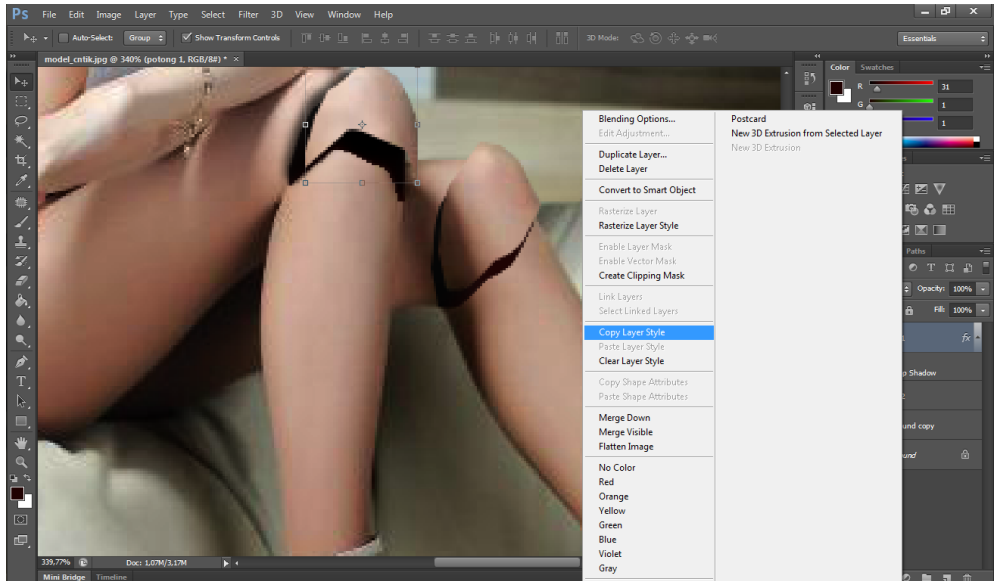 Ps File Edit Image Layer Type Select Filter 3D View Window Help
Auto-Select: Group Show Transform Controls 3D Mode: Essentials
model_cntik.jpg @ 340% (potong 1, RGB/8#) * ×
Color Swatches
R 31
G 1
1
Blending Options...
Edit Adjustment...
Duplicate Layer...
Delete Layer
Convert to Smart Object
Rasterize Layer
Rasterize Layer Style
Enable Layer Mask
Enable Vector Mask
Create Clipping Mask
Link Layers
Select Linked Layers
Copy Layer Style
Paste Layer Style
Clear Layer Style
Copy Shape Attributes
Paste Shape Attributes
Merge Down
Merge Visible
Flatten Image
No Color
Red
Orange
Yellow
Green
Blue
Violet
Gray
Postcard
New 3D Extrusion from Selected Layer
New 3D Extrusion
Paths
Opacity: 100%
Fill: 100%
fx
p Shadow
2
und copy
und
339,77% Doc: 1,07M/3,17M
Mini Bridge Timeline